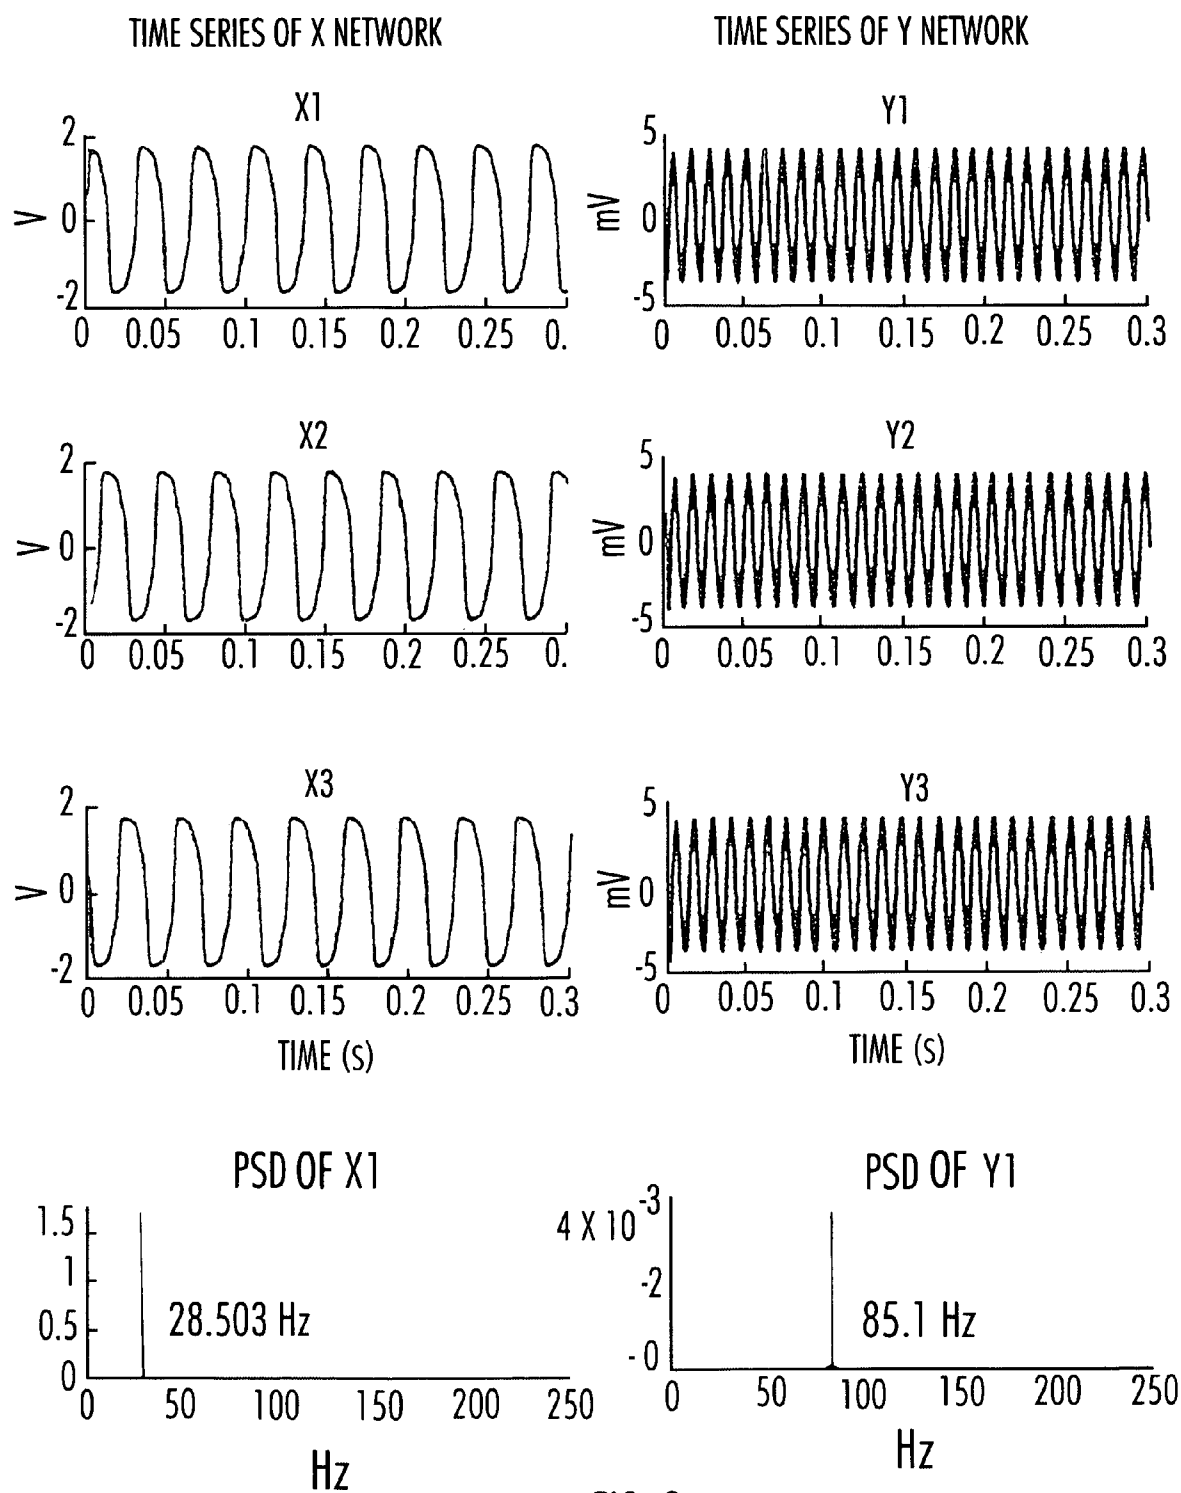 TIME SERIES OF X NETWORK
TIME SERIES OF Y NETWORK
X1
2
V 0
-2
0 0.05 0.1 0.15 0.2 0.25 0.
Y1
5
mV 0
-5
0 0.05 0.1 0.15 0.2 0.25 0.3
X2
2
V 0
-2
0 0.05 0.1 0.15 0.2 0.25 0.
Y2
5
mV 0
-5
0 0.05 0.1 0.15 0.2 0.25 0.3
X3
2
V 0
-2
0 0.05 0.1 0.15 0.2 0.25 0.3
TIME (s)
Y3
5
mV 0
-5
0 0.05 0.1 0.15 0.2 0.25 0.3
TIME (s)
PSD OF X1
1.5
1
0.5
0
28.503 Hz
0 50 100 150 200 250
Hz
PSD OF Y1
4 X 10 -3
-2
- 0
85.1 Hz
0 50 100 150 200 250
Hz